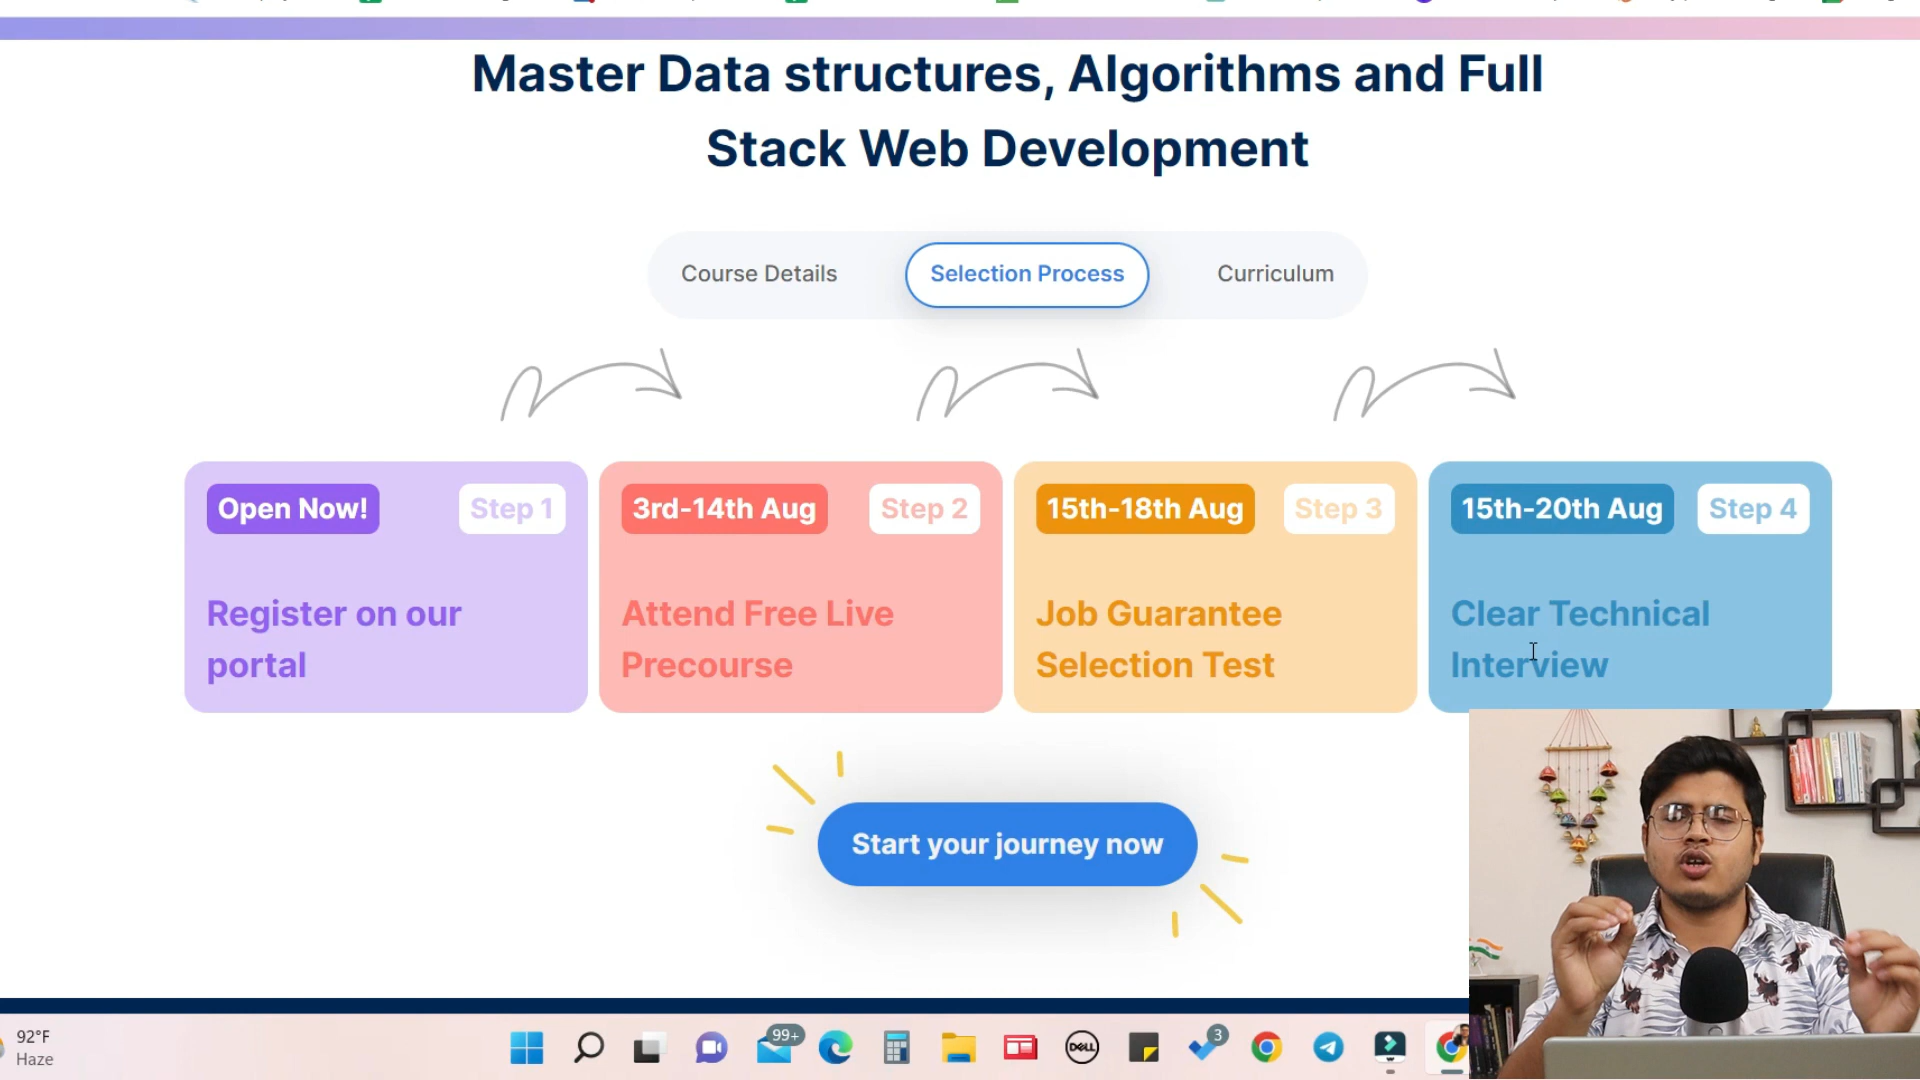 Master Data structures, Algorithms and Full
Stack Web Development
Course Details
Selection Process
Curriculum
Open Now!
Step 1
Register on our
portal
3rd-14th Aug
Step 2
Attend Free Live
Precourse
15th-18th Aug
Step 3
Job Guarantee
Selection Test
15th-20th Aug
Step 4
Clear Technical
Interview
Start your journey now
92°F
Haze
99+
DELL
3